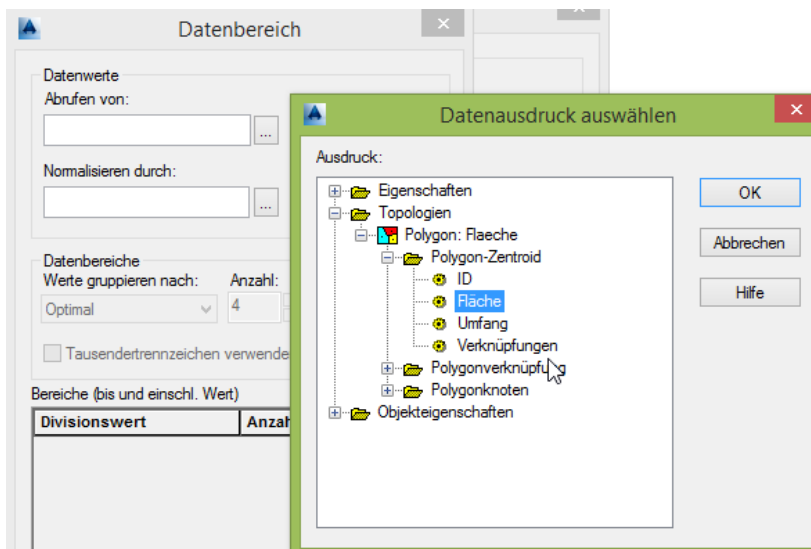 Datenbereich
Datenwerte
Abrufen von:
...
Normalisieren durch:
...
Datenbereiche
Werte gruppieren nach: Anzahl:
Optimal 4
Tausendertrennzeichen verwende
Bereiche (bis und einschl. Wert)
Divisionswert Anzah
Datenausdruck auswählen
Ausdruck:
Eigenschaften
Topologien
Polygon: Flaeche
Polygon-Zentroid
ID
Fläche
Umfang
Verknüpfungen
Polygonverknüpfung
Polygonknoten
Objekteigenschaften
OK
Abbrechen
Hilfe